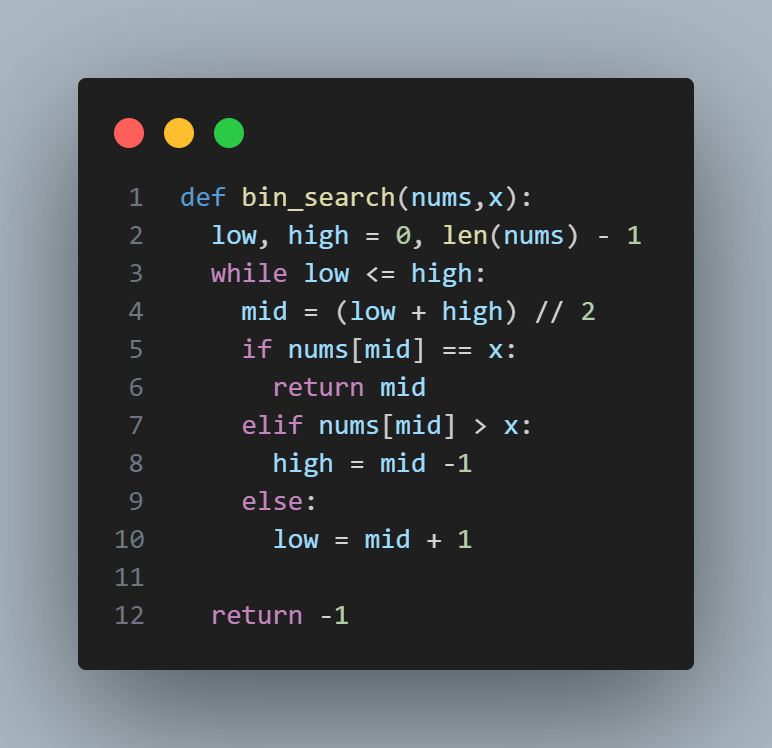 1 def bin_search(nums,x):
2   low, high = 0, len(nums) - 1
3   while low <= high:
4     mid = (low + high) // 2
5     if nums[mid] == x:
6       return mid
7     elif nums[mid] > x:
8       high = mid -1
9     else:
10       low = mid + 1
11
12   return -1